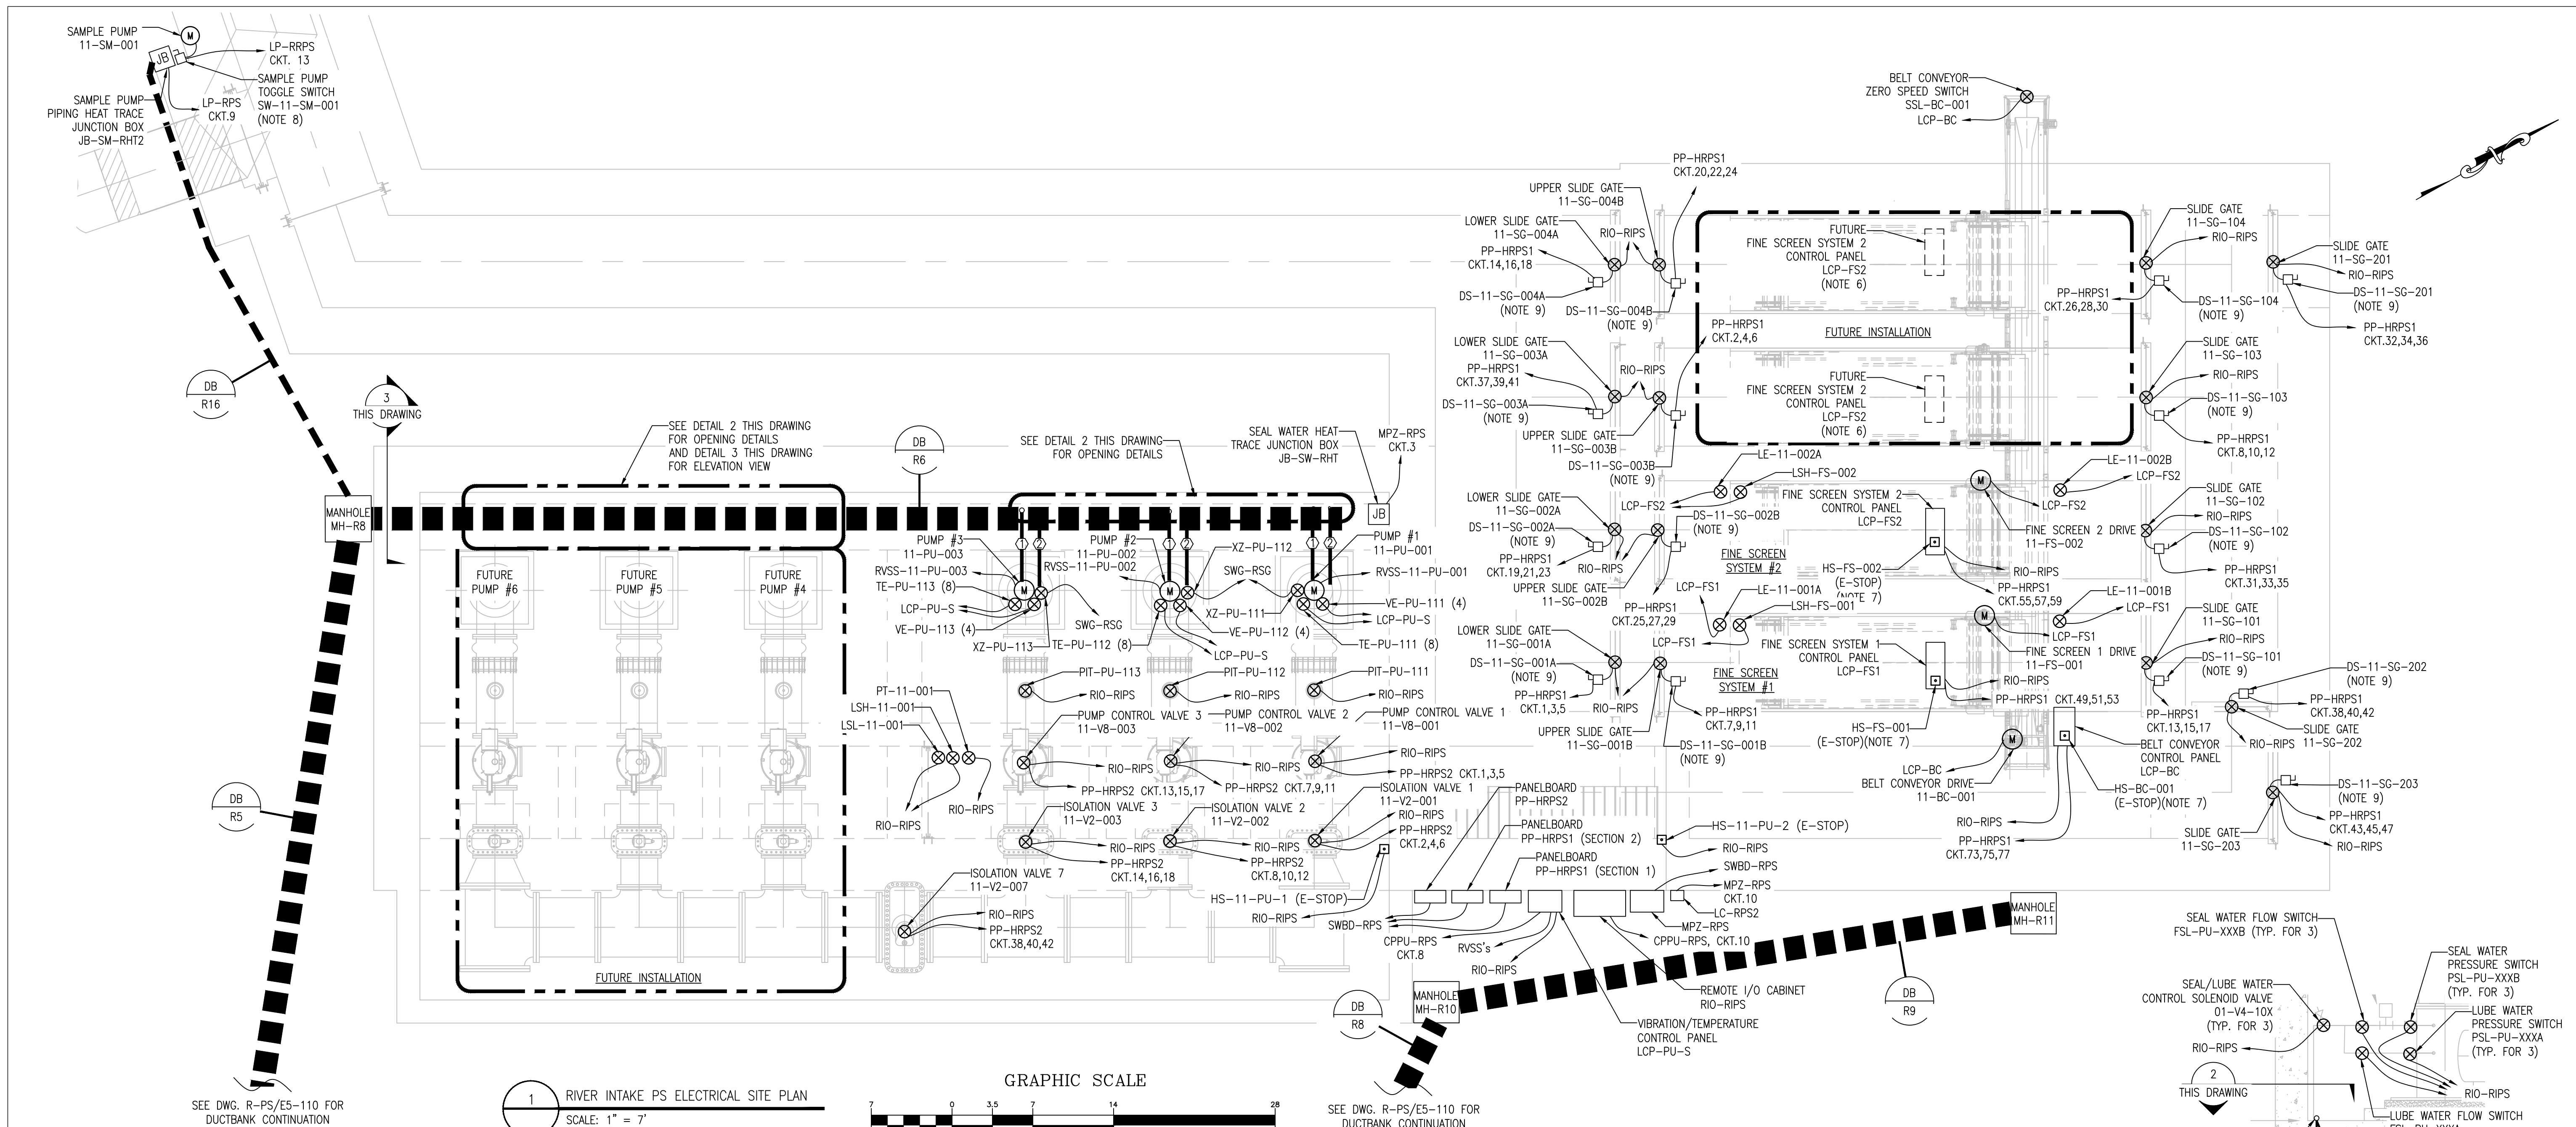 SAMPLE PUMP
11-SM-001
M
JB
LP-RRPS
CKT. 13
SAMPLE PUMP
TOGGLE SWITCH
SW-11-SM-001
(NOTE 8)
SAMPLE PUMP
PIPING HEAT TRACE
JUNCTION BOX
JB-SM-RHT2
LP-RPS
CKT.9
DB
R16
3
THIS DRAWING
SEE DETAIL 2 THIS DRAWING
FOR OPENING DETAILS
AND DETAIL 3 THIS DRAWING
FOR ELEVATION VIEW
DB
R6
SEE DETAIL 2 THIS DRAWING
FOR OPENING DETAILS
SEAL WATER HEAT
TRACE JUNCTION BOX
JB-SW-RHT
MPZ-RPS
CKT.3
JB
MANHOLE
MH-R8
DB
R5
SEE DWG. R-PS/E5-110 FOR
DUCTBANK CONTINUATION
FUTURE
PUMP #6
FUTURE
PUMP #5
FUTURE
PUMP #4
FUTURE INSTALLATION
PUMP #3
11-PU-003
RVSS-11-PU-003
TE-PU-113 (8)
LCP-PU-S
VE-PU-113 (4)
XZ-PU-113
1
2
M
SWG-RSG
PUMP #2
11-PU-002
RVSS-11-PU-002
1
2
M
XZ-PU-112
SWG-RSG
TE-PU-112 (8)
VE-PU-112 (4)
LCP-PU-S
1
2
M
PUMP #1
11-PU-001
RVSS-11-PU-001
XZ-PU-111
VE-PU-111 (4)
LCP-PU-S
TE-PU-111 (8)
PIT-PU-113
RIO-RIPS
PIT-PU-112
RIO-RIPS
PIT-PU-111
RIO-RIPS
PT-11-001
LSH-11-001
LSL-11-001
RIO-RIPS
RIO-RIPS
PUMP CONTROL VALVE 3
11-V8-003
RIO-RIPS
PP-HRPS2 CKT.13,15,17
PUMP CONTROL VALVE 2
11-V8-002
RIO-RIPS
PP-HRPS2 CKT.7,9,11
PUMP CONTROL VALVE 1
11-V8-001
RIO-RIPS
PP-HRPS2 CKT.1,3,5
ISOLATION VALVE 3
11-V2-003
RIO-RIPS
PP-HRPS2
CKT.14,16,18
ISOLATION VALVE 2
11-V2-002
RIO-RIPS
PP-HRPS2
CKT.8,10,12
ISOLATION VALVE 1
11-V2-001
RIO-RIPS
PP-HRPS2
CKT.2,4,6
ISOLATION VALVE 7
11-V2-007
RIO-RIPS
PP-HRPS2
CKT.38,40,42
HS-11-PU-1 (E-STOP)
RIO-RIPS
PANELBOARD
PP-HRPS2
PANELBOARD
PP-HRPS1 (SECTION 2)
PANELBOARD
PP-HRPS1 (SECTION 1)
SWBD-RPS
CPPU-RPS
CKT.8
RVSS's
RIO-RIPS
HS-11-PU-2 (E-STOP)
RIO-RIPS
SWBD-RPS
MPZ-RPS
CKT.10
LC-RPS2
MPZ-RPS
CPPU-RPS, CKT.10
REMOTE I/O CABINET
RIO-RIPS
VIBRATION/TEMPERATURE
CONTROL PANEL
LCP-PU-S
MANHOLE
MH-R10
MANHOLE
MH-R11
DB
R8
DB
R9
SEE DWG. R-PS/E5-110 FOR
DUCTBANK CONTINUATION
BELT CONVEYOR
ZERO SPEED SWITCH
SSL-BC-001
LCP-BC
PP-HRPS1
CKT.20,22,24
UPPER SLIDE GATE
11-SG-004B
LOWER SLIDE GATE
11-SG-004A
RIO-RIPS
PP-HRPS1
CKT.14,16,18
DS-11-SG-004A
(NOTE 9)
DS-11-SG-004B
(NOTE 9)
PP-HRPS1
CKT.2,4,6
LOWER SLIDE GATE
11-SG-003A
PP-HRPS1
CKT.37,39,41
RIO-RIPS
DS-11-SG-003A
(NOTE 9)
UPPER SLIDE GATE
11-SG-003B
DS-11-SG-003B
(NOTE 9)
FUTURE
FINE SCREEN SYSTEM 2
CONTROL PANEL
LCP-FS2
(NOTE 6)
FUTURE INSTALLATION
FUTURE
FINE SCREEN SYSTEM 2
CONTROL PANEL
LCP-FS2
(NOTE 6)
SLIDE GATE
11-SG-104
RIO-RIPS
PP-HRPS1
CKT.26,28,30
DS-11-SG-104
(NOTE 9)
SLIDE GATE
11-SG-201
RIO-RIPS
DS-11-SG-201
(NOTE 9)
PP-HRPS1
CKT.32,34,36
SLIDE GATE
11-SG-103
RIO-RIPS
DS-11-SG-103
(NOTE 9)
PP-HRPS1
CKT.8,10,12
LE-11-002A
LSH-FS-002
LCP-FS2
LOWER SLIDE GATE
11-SG-002A
DS-11-SG-002A
(NOTE 9)
PP-HRPS1
CKT.19,21,23
RIO-RIPS
UPPER SLIDE GATE
11-SG-002B
DS-11-SG-002B
(NOTE 9)
PP-HRPS1
CKT.25,27,29
FINE SCREEN
SYSTEM #2
FINE SCREEN SYSTEM 2
CONTROL PANEL
LCP-FS2
M
LCP-FS2
FINE SCREEN 2 DRIVE
11-FS-002
LE-11-002B
LCP-FS2
HS-FS-002
(E-STOP)
(NOTE 7)
RIO-RIPS
PP-HRPS1
CKT.55,57,59
SLIDE GATE
11-SG-102
RIO-RIPS
DS-11-SG-102
(NOTE 9)
PP-HRPS1
CKT.31,33,35
LCP-FS1
LE-11-001A
LSH-FS-001
LCP-FS1
LOWER SLIDE GATE
11-SG-001A
DS-11-SG-001A
(NOTE 9)
PP-HRPS1
CKT.1,3,5
RIO-RIPS
UPPER SLIDE GATE
11-SG-001B
PP-HRPS1
CKT.7,9,11
DS-11-SG-001B
(NOTE 9)
FINE SCREEN
SYSTEM #1
FINE SCREEN SYSTEM 1
CONTROL PANEL
LCP-FS1
M
LCP-FS1
FINE SCREEN 1 DRIVE
11-FS-001
LE-11-001B
LCP-FS1
RIO-RIPS
PP-HRPS1 CKT.49,51,53
HS-FS-001
(E-STOP)(NOTE 7)
SLIDE GATE
11-SG-101
RIO-RIPS
DS-11-SG-101
(NOTE 9)
PP-HRPS1
CKT.13,15,17
M
LCP-BC
BELT CONVEYOR DRIVE
11-BC-001
BELT CONVEYOR
CONTROL PANEL
LCP-BC
HS-BC-001
(E-STOP)(NOTE 7)
RIO-RIPS
PP-HRPS1
CKT.73,75,77
DS-11-SG-202
(NOTE 9)
PP-HRPS1
CKT.38,40,42
SLIDE GATE
11-SG-202
RIO-RIPS
DS-11-SG-203
(NOTE 9)
PP-HRPS1
CKT.43,45,47
RIO-RIPS
SLIDE GATE
11-SG-203
SEAL WATER FLOW SWITCH
FSL-PU-XXXB (TYP. FOR 3)
SEAL WATER
PRESSURE SWITCH
PSL-PU-XXXB
(TYP. FOR 3)
SEAL/LUBE WATER
CONTROL SOLENOID VALVE
01-V4-10X
(TYP. FOR 3)
RIO-RIPS
LUBE WATER
PRESSURE SWITCH
PSL-PU-XXXA
(TYP. FOR 3)
RIO-RIPS
2
THIS DRAWING
LUBE WATER FLOW SWITCH
1
RIVER INTAKE PS ELECTRICAL SITE PLAN
SCALE: 1" = 7'
GRAPHIC SCALE
7 0 3.5 7 14 28